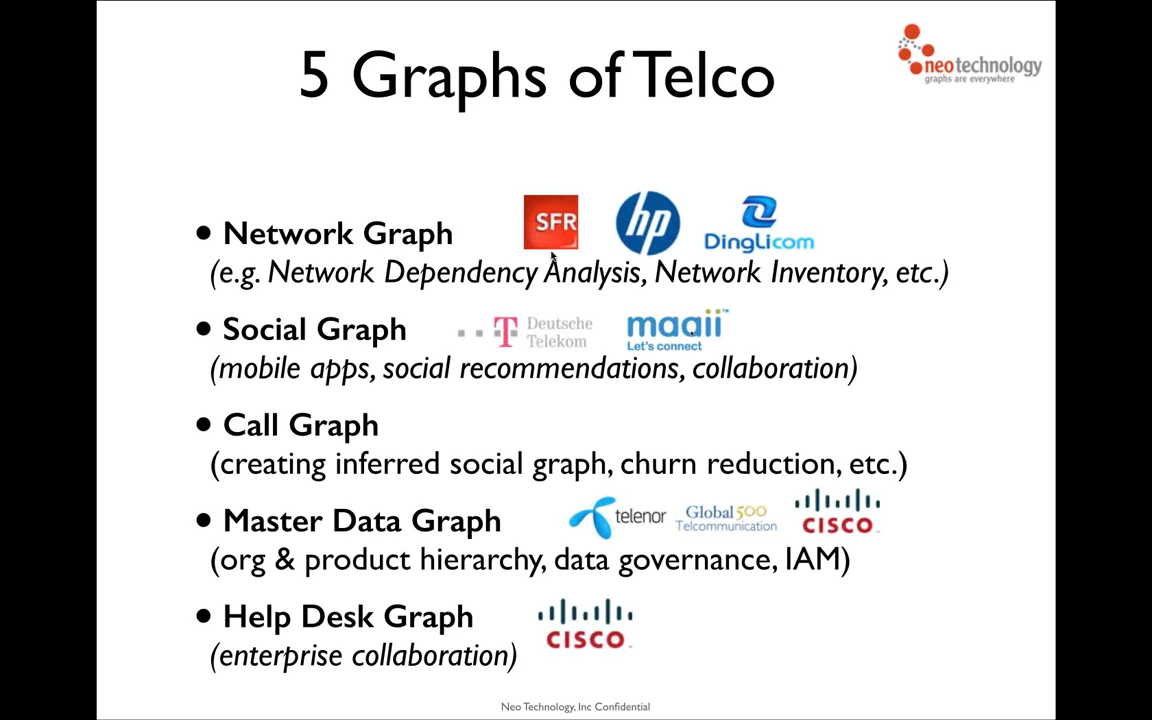 5 Graphs of Telco
neotechnology
graphs are everywhere
• Network Graph
SFR
hp
DingLicom
(e.g. Network Dependency Analysis, Network Inventory, etc.)
• Social Graph
T Deutsche
Telekom
maaii™
Let's connect
(mobile apps, social recommendations, collaboration)
• Call Graph
(creating inferred social graph, churn reduction, etc.)
• Master Data Graph
telenor
Global 500
Telcommunication
CISCO
(org & product hierarchy, data governance, IAM)
• Help Desk Graph
CISCO
(enterprise collaboration)
Neo Technology, Inc Confidential